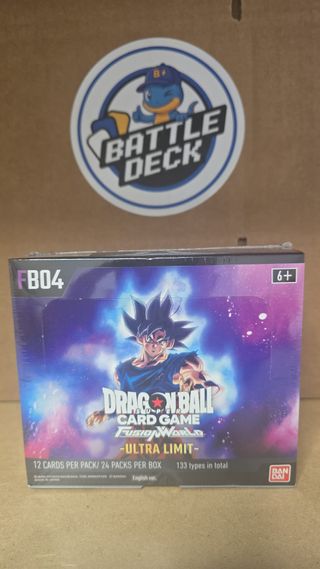 B
BATTLE
DECK
FB04
6+
DRAGON BALL
SUPER
CARD GAME
FUSION WORLD
-ULTRA LIMIT-
12 CARDS PER PACK/ 24 PACKS PER BOX
133 types in total
English ver.
BANDAI